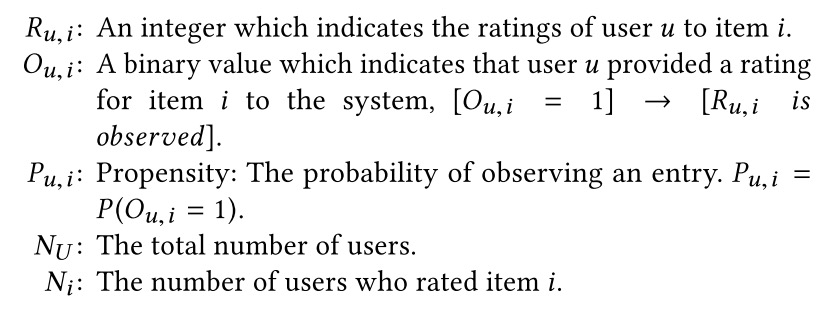 R_{u,i}: An integer which indicates the ratings of user u to item i.
O_{u,i}: A binary value which indicates that user u provided a rating
for item i to the system, [O_{u,i} = 1] → [R_{u,i} is
observed].
P_{u,i}: Propensity: The probability of observing an entry. P_{u,i} =
P(O_{u,i} = 1).
N_U: The total number of users.
N_i: The number of users who rated item i.